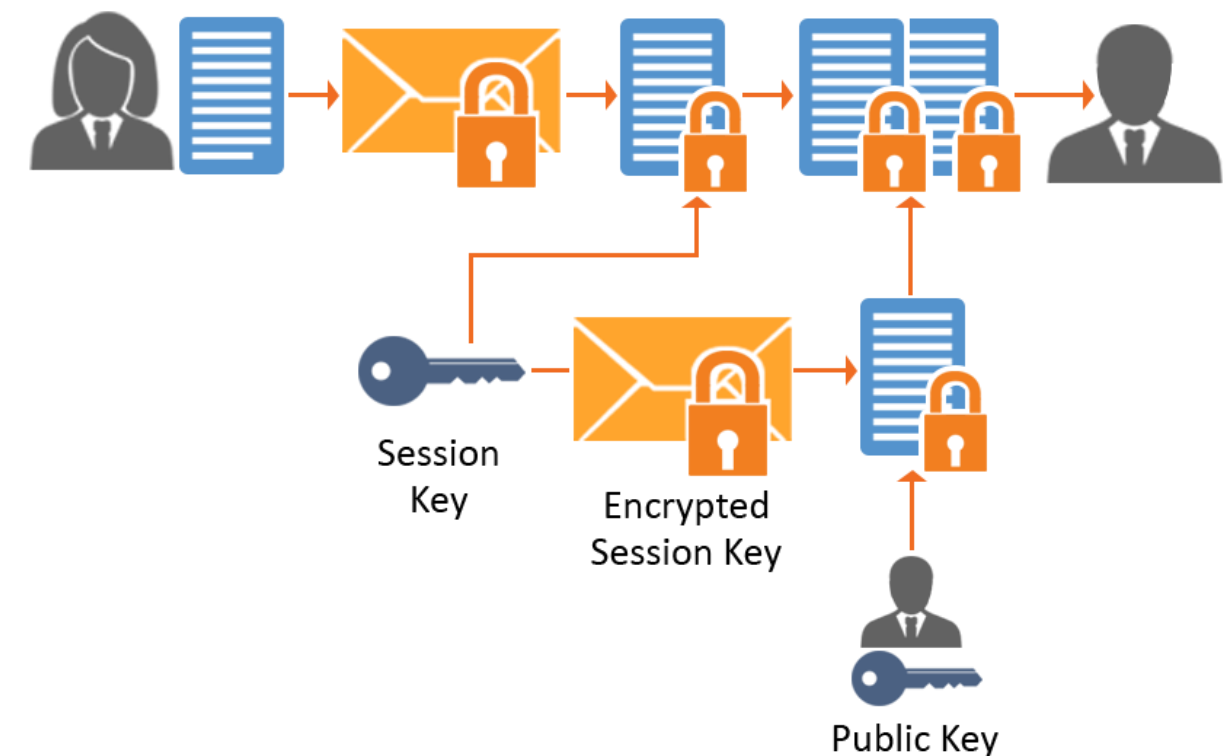 Session
Key
Encrypted
Session Key
Public Key